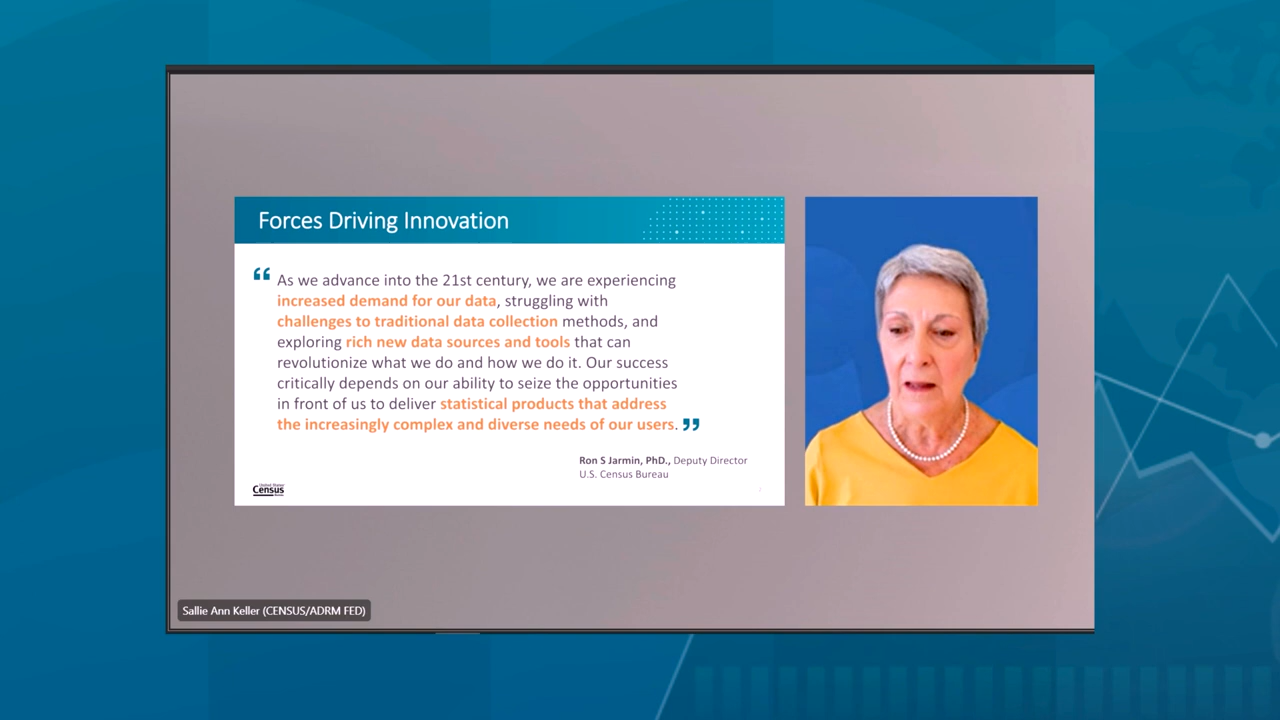 Forces Driving Innovation
“ As we advance into the 21st century, we are experiencing
increased demand for our data, struggling with
challenges to traditional data collection methods, and
exploring rich new data sources and tools that can
revolutionize what we do and how we do it. Our success
critically depends on our ability to seize the opportunities
in front of us to deliver statistical products that address
the increasingly complex and diverse needs of our users. ”
Ron S Jarmin, PhD., Deputy Director
U.S. Census Bureau
United States
Census
Bureau
Sallie Ann Keller (CENSUS/ADRM FED)